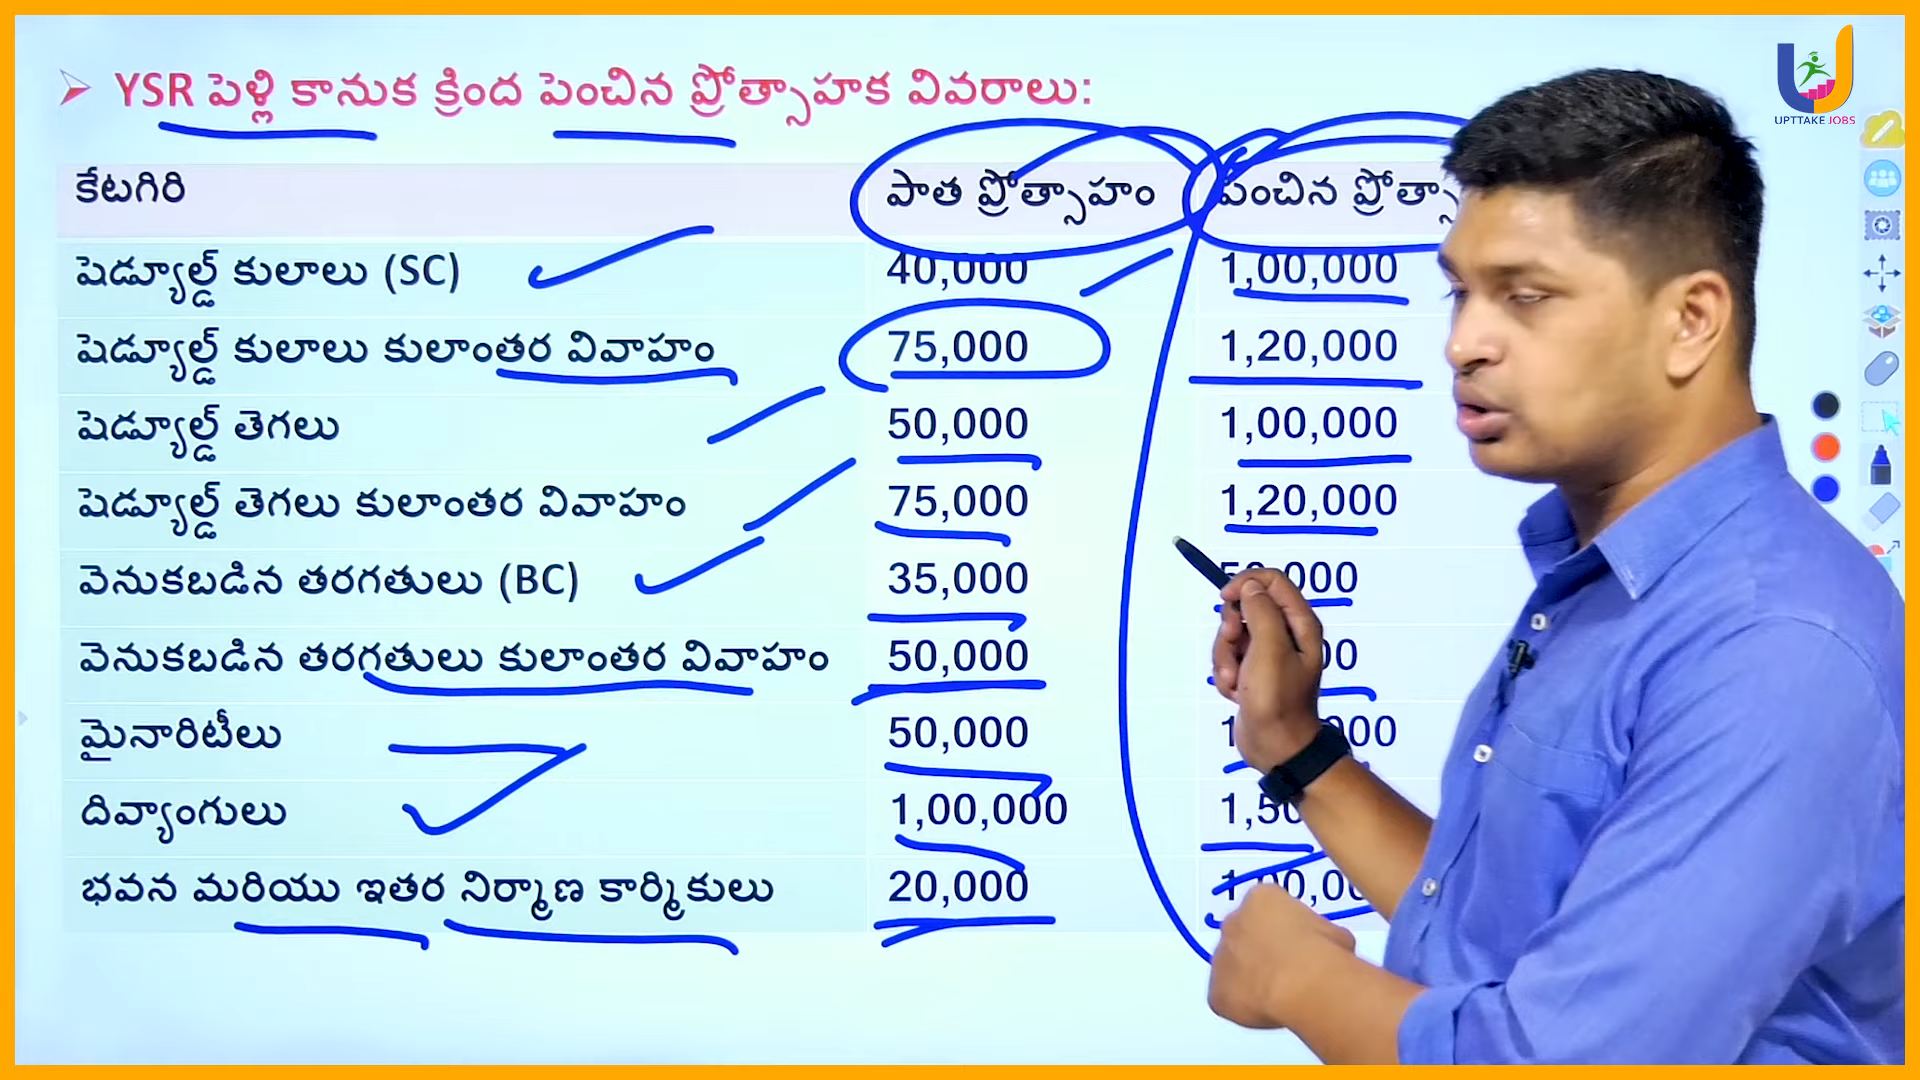 YSR పెళ్లి కానుక క్రింద పెంచిన ప్రోత్సాహక వివరాలు:
UPTTAKE JOBS
కేటగిరి పాత ప్రోత్సాహం పెంచిన
షెడ్యూల్డ్ కులాలు (SC) 40,000 1,00,000
షెడ్యూల్డ్ కులాలు కులాంతర వివాహం 75,000 1,20,000
షెడ్యూల్డ్ తెగలు 50,000 1,00,000
షెడ్యూల్డ్ తెగలు కులాంతర వివాహం 75,000 1,20,000
వెనుకబడిన తరగతులు (BC) 35,000
వెనుకబడిన తరగతులు కులాంతర వివాహం 50,000
మైనారిటీలు 50,000
దివ్యాంగులు 1,00,000
భవన మరియు ఇతర నిర్మాణ కార్మికులు 20,000